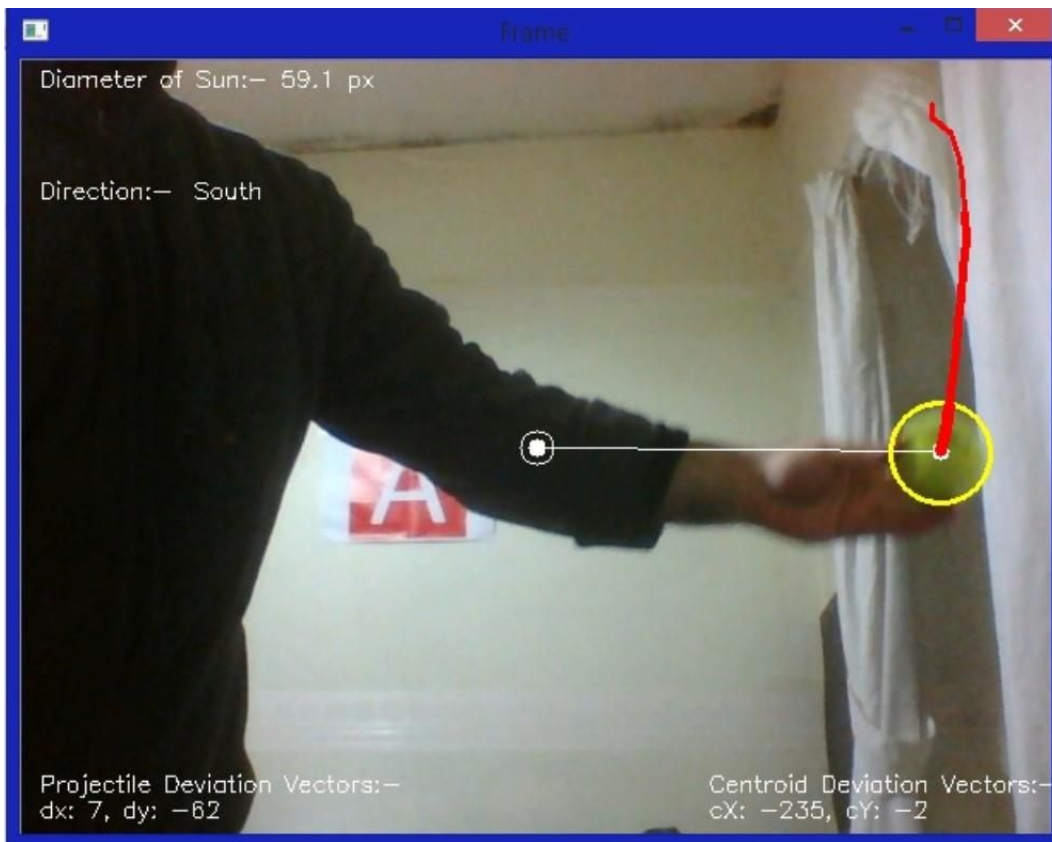 Frame
Diameter of Sun:- 59.1 px
Direction:- South
A
Projectile Deviation Vectors:-
dx: 7, dy: -62
Centroid Deviation Vectors:-
cX: -235, cY: -2